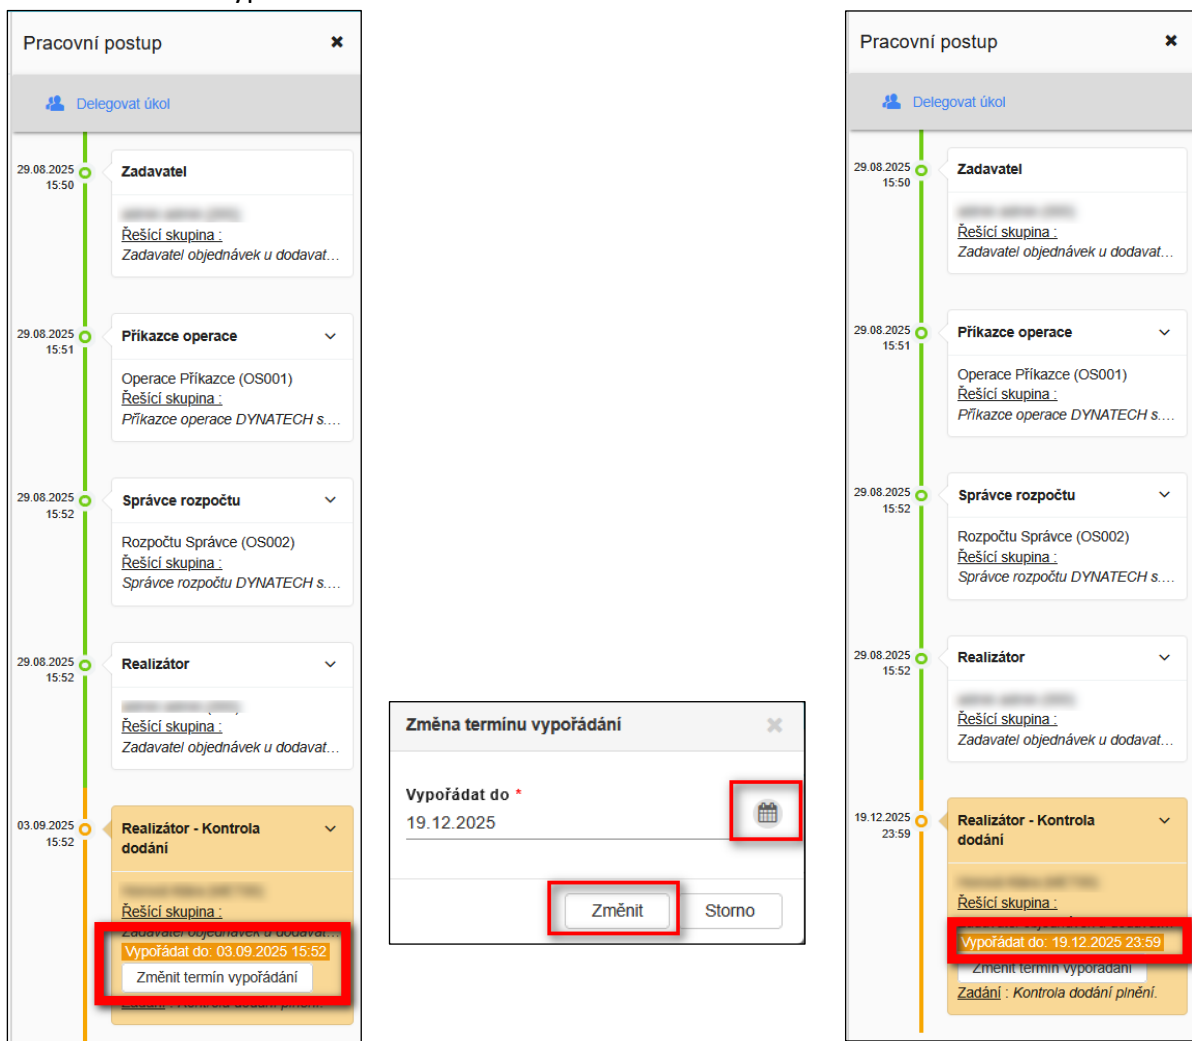 Pracovní postup
Delegovat úkol
29.08.2025
15:50
Zadavatel
Řešící skupina :
Zadavatel objednávek u dodavat…
29.08.2025
15:51
Příkazce operace
Operace Příkazce (OS001)
Řešící skupina :
Příkazce operace DYNATECH s.…
29.08.2025
15:52
Správce rozpočtu
Rozpočtu Správce (OS002)
Řešící skupina :
Správce rozpočtu DYNATECH s.…
29.08.2025
15:52
Realizátor
Řešící skupina :
Zadavatel objednávek u dodavat…
03.09.2025
15:52
Realizátor - Kontrola
dodání
Řešící skupina :
Zadavatel objednávek u dodavat…
Vypořádat do: 03.09.2025 15:52
Změnit termín vypořádání
Zadání : Kontrola dodání plnění.
Změna termínu vypořádání
Vypořádat do *
19.12.2025
Změnit
Storno
Pracovní postup
Delegovat úkol
29.08.2025
15:50
Zadavatel
Řešící skupina :
Zadavatel objednávek u dodavat…
29.08.2025
15:51
Příkazce operace
Operace Příkazce (OS001)
Řešící skupina :
Příkazce operace DYNATECH s.…
29.08.2025
15:52
Správce rozpočtu
Rozpočtu Správce (OS002)
Řešící skupina :
Správce rozpočtu DYNATECH s.…
29.08.2025
15:52
Realizátor
Řešící skupina :
Zadavatel objednávek u dodavat…
19.12.2025
23:59
Realizátor - Kontrola
dodání
Řešící skupina :
Vypořádat do: 19.12.2025 23:59
Změnit termín vypořádání
Zadání : Kontrola dodání plnění.